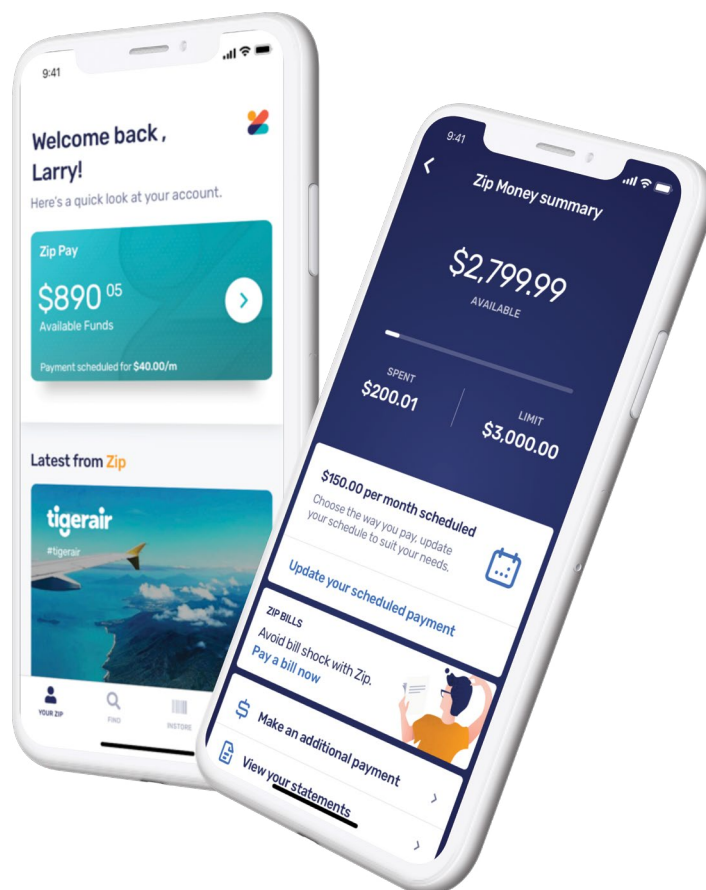 9:41
Welcome back ,
Larry!
Here's a quick look at your account.
Zip Pay
$890 05
Available Funds
Payment scheduled for $40.00/m
Latest from Zip
tigerair
#tigerair
YOUR ZIP
FIND
INSTORE
9:41
Zip Money summary
$2,799.99
AVAILABLE
SPENT
$200.01
LIMIT
$3,000.00
$150.00 per month scheduled
Choose the way you pay, update
your schedule to suit your needs.
Update your scheduled payment
ZIP BILLS
Avoid bill shock with Zip.
Pay a bill now
Make an additional payment
View your statements